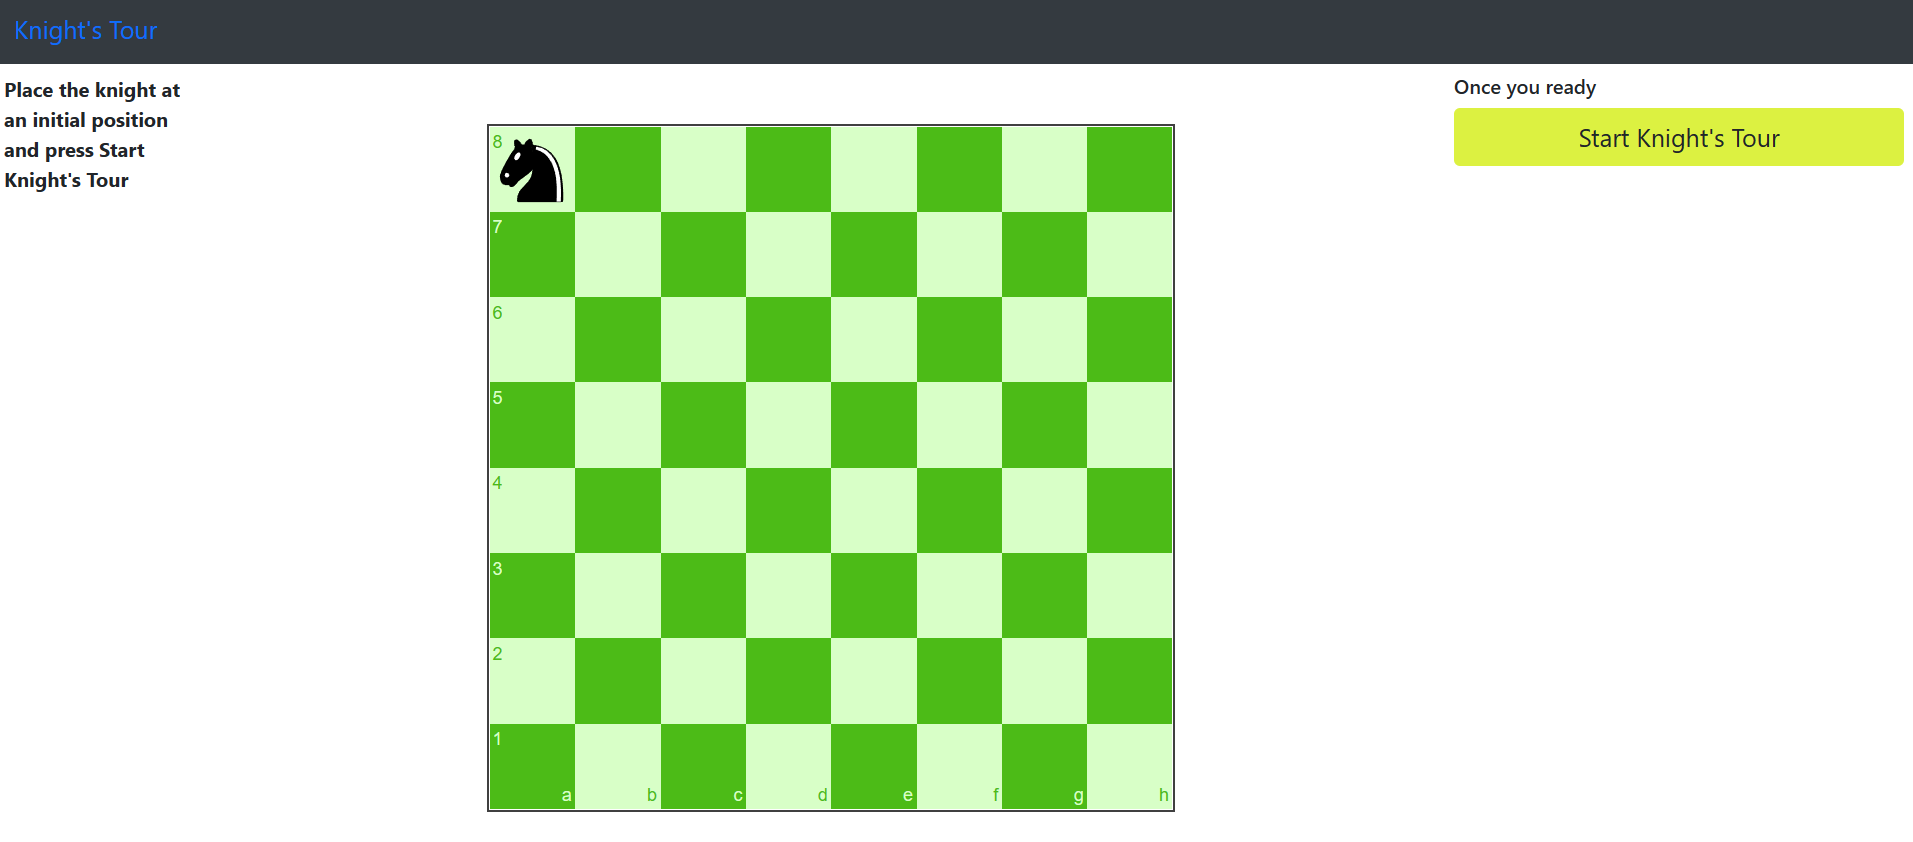 Knight's Tour
Place the knight at
an initial position
and press Start
Knight's Tour
Once you ready
Start Knight's Tour
8
7
6
5
4
3
2
1
a b c d e f g h